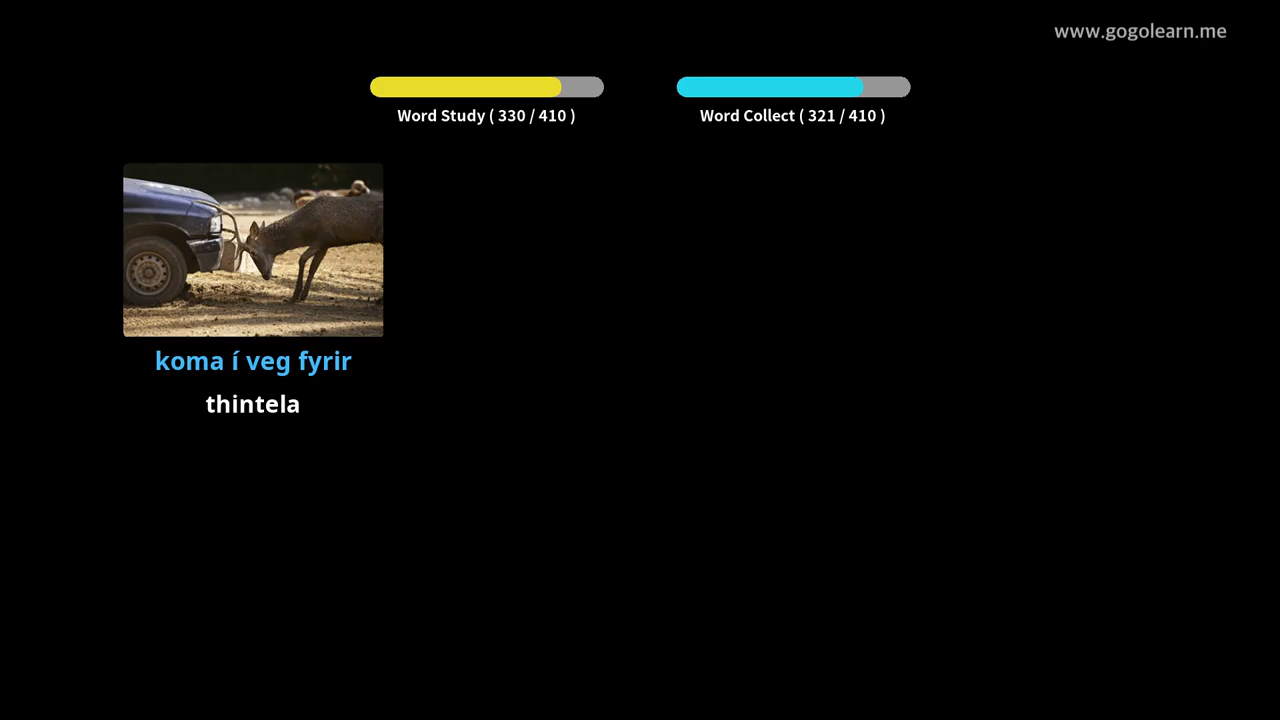 www.gogolearn.me
Word Study ( 330 / 410 )
Word Collect ( 321 / 410 )
koma í veg fyrir
thintela